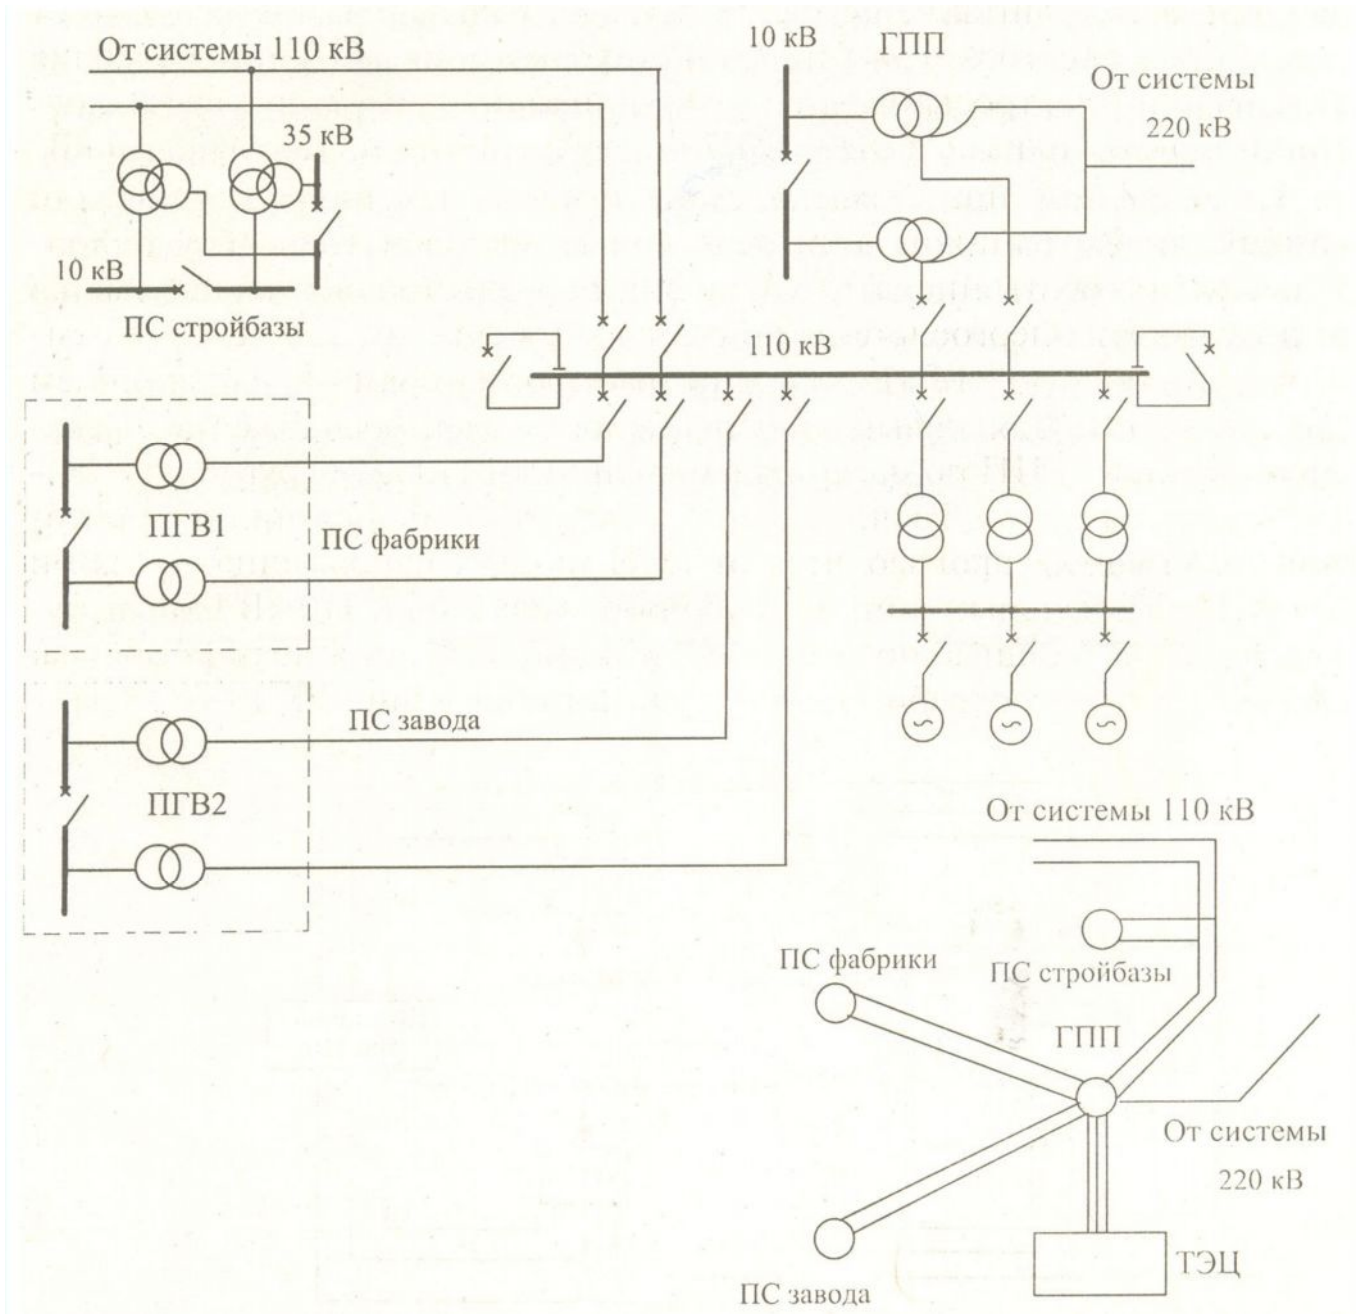 От системы 110 кВ
10 кВ
ГПП
От системы
220 кВ
35 кВ
10 кВ
ПС стройбазы
110 кВ
ПГВ1
ПС фабрики
ПС завода
ПГВ2
От системы 110 кВ
ПС фабрики
ПС стройбазы
ГПП
От системы
220 кВ
ТЭЦ
ПС завода